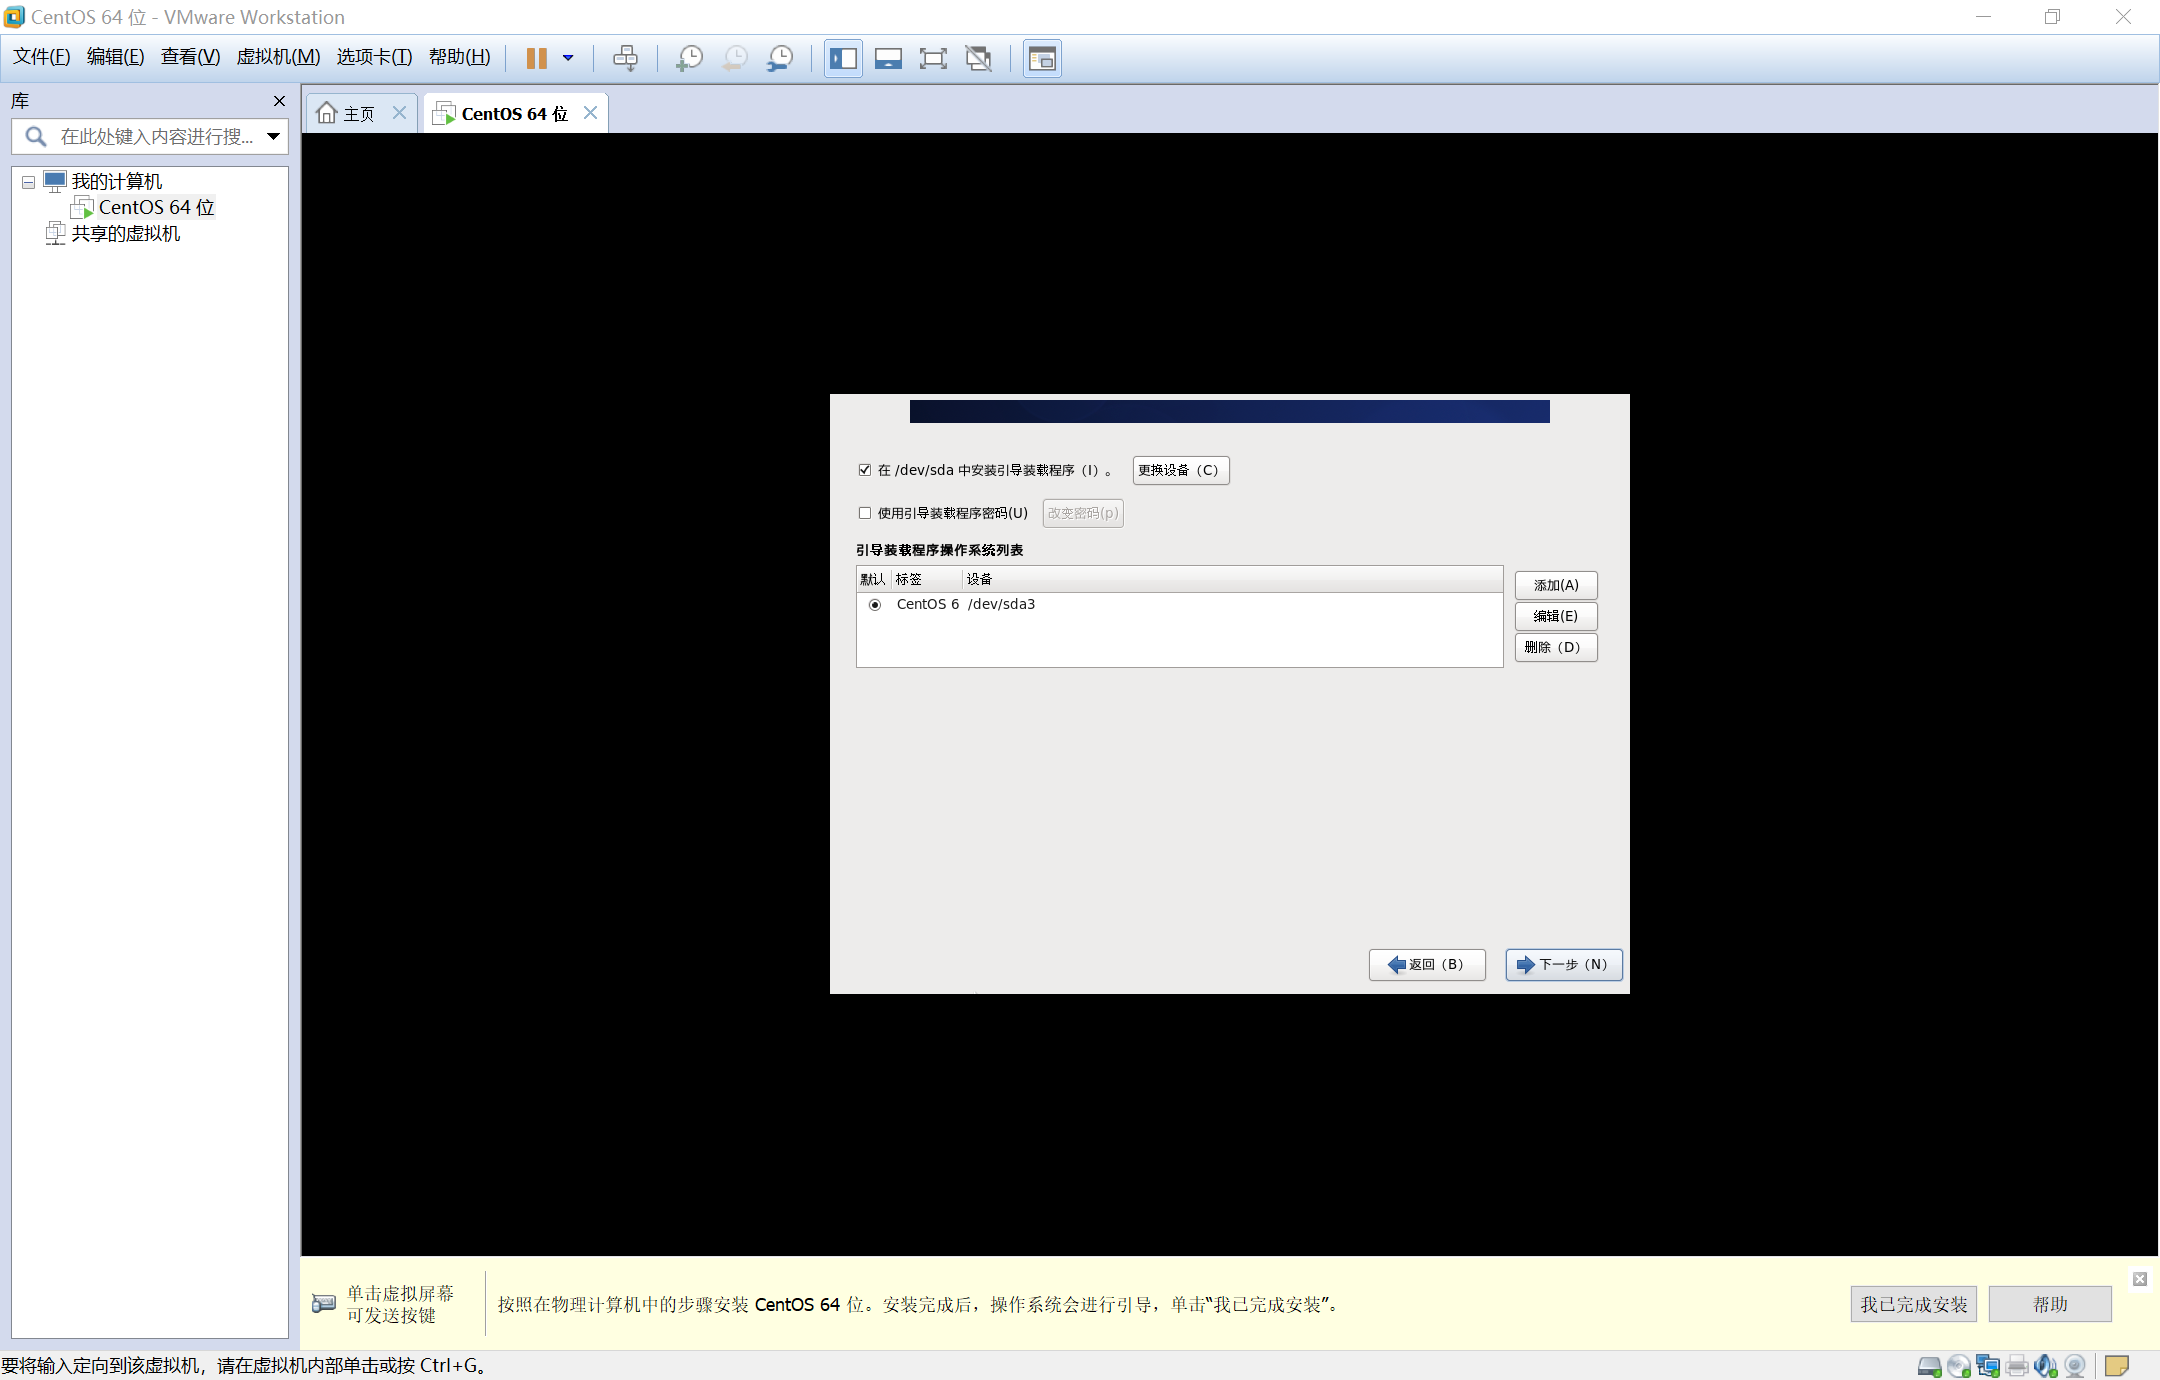 CentOS 64 位 - VMware Workstation
文件(F) 编辑(E) 查看(V) 虚拟机(M) 选项卡(T) 帮助(H)
库
在此处键入内容进行搜...
我的计算机
CentOS 64 位
共享的虚拟机
主页
CentOS 64 位
在 /dev/sda 中安装引导装载程序（I）。 更换设备（C）
使用引导装载程序密码(U) 改变密码(p)
引导装载程序操作系统列表
默认 标签 设备
CentOS 6 /dev/sda3
添加(A)
编辑(E)
删除（D）
返回（B） 下一步（N）
单击虚拟屏幕
可发送按键
按照在物理计算机中的步骤安装 CentOS 64 位。安装完成后，操作系统会进行引导，单击“我已完成安装”。
我已完成安装 帮助
要将输入定向到该虚拟机，请在虚拟机内部单击或按 Ctrl+G。